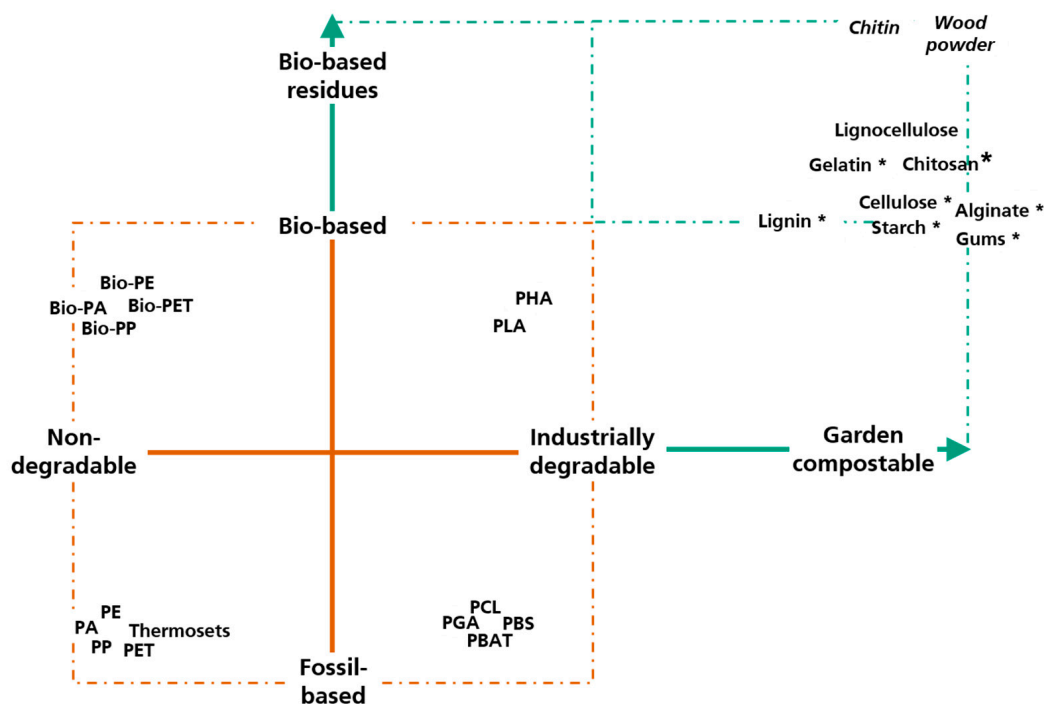 Chitin
Wood
powder
Bio-based
residues
Lignocellulose
Gelatin *
Chitosan*
Cellulose *
Alginate *
Bio-based
Lignin *
Starch *
Gums *
Bio-PE
Bio-PA
Bio-PET
Bio-PP
PHA
PLA
Non-
degradable
Industrially
degradable
Garden
compostable
PE
PA
Thermosets
PP
PET
PCL
PGA
PBS
PBAT
Fossil-
based